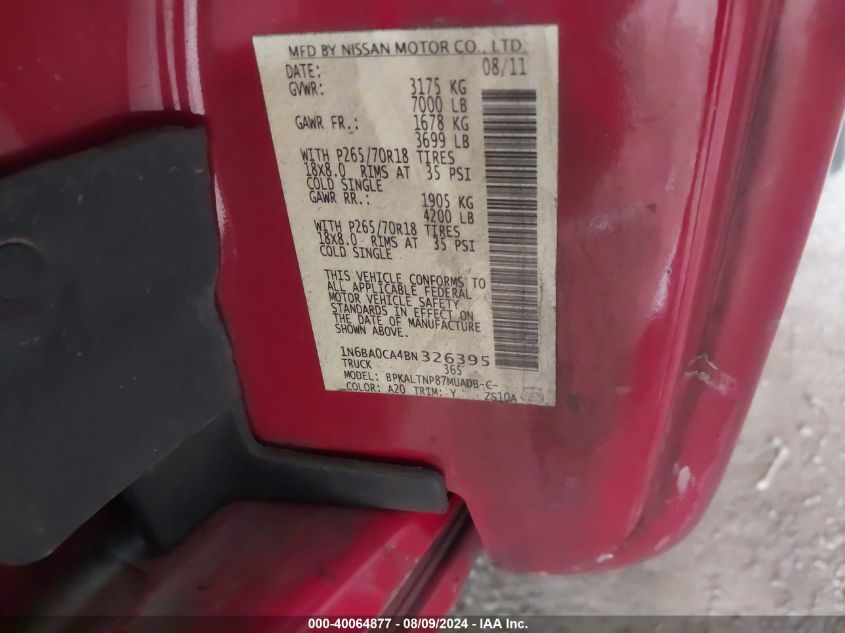 MFD BY NISSAN MOTOR CO., LTD.
DATE: 08/11
GVWR: 3175 KG
7000 LB
GAWR FR.: 1678 KG
3699 LB
WITH P265/70R18 TIRES
18X8.0 RIMS AT 35 PSI
COLD SINGLE
GAWR RR.: 1905 KG
4200 LB
WITH P265/70R18 TIRES
18X8.0 RIMS AT 35 PSI
COLD SINGLE
THIS VEHICLE CONFORMS TO
ALL APPLICABLE FEDERAL
MOTOR VEHICLE SAFETY
STANDARDS IN EFFECT ON
THE DATE OF MANUFACTURE
SHOWN ABOVE.
1N6BA0CA4BN 326395
TRUCK 365
MODEL: BPKALTNP87MUADB-C-
COLOR: A20 TRIM: Y ZS10A
000-40064877 - 08/09/2024 - IAA Inc.